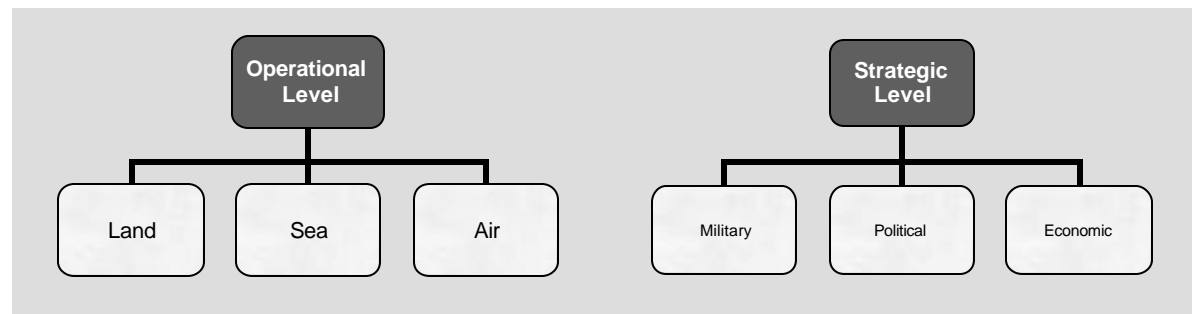 Operational
Level
Land
Sea
Air
Strategic
Level
Military
Political
Economic